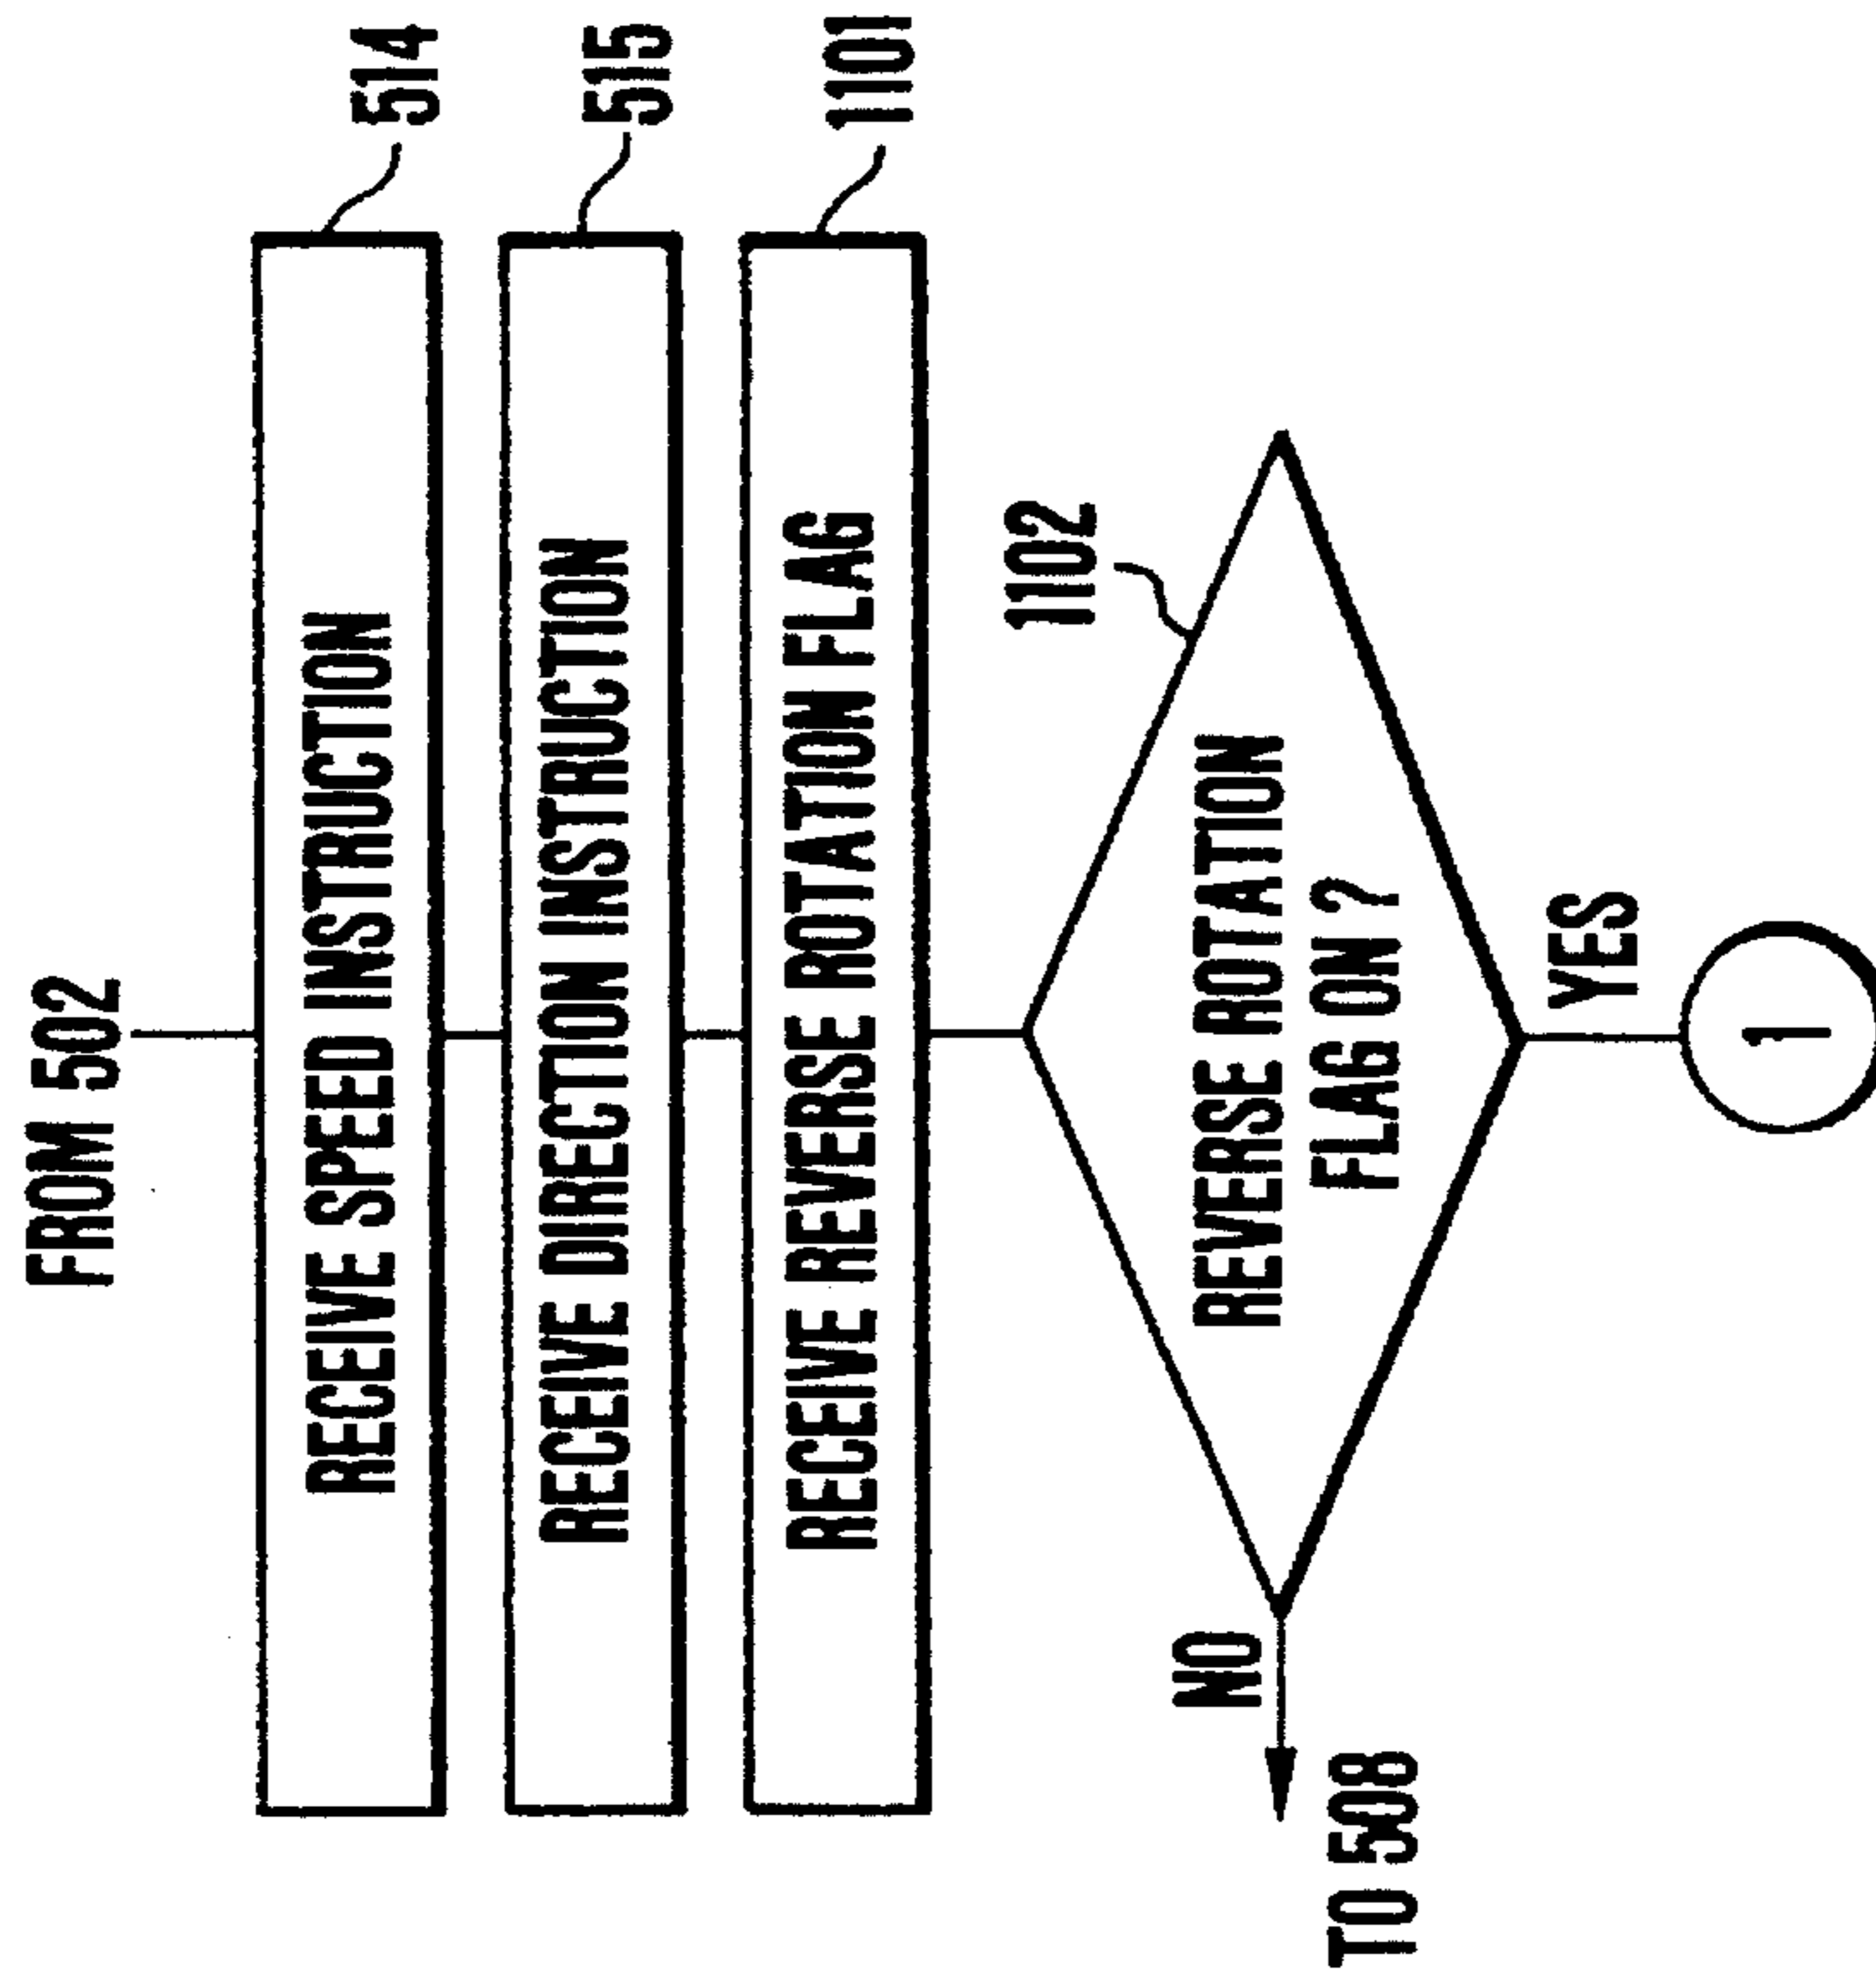 FROM 502
RECEIVE SPEED INSTRUCTION
514
RECEIVE DIRECTION INSTRUCTION
515
RECEIVE REVERSE ROTATION FLAG
1101
1102
REVERSE ROTATION
FLAG ON ?
NO
TO 508
YES
1